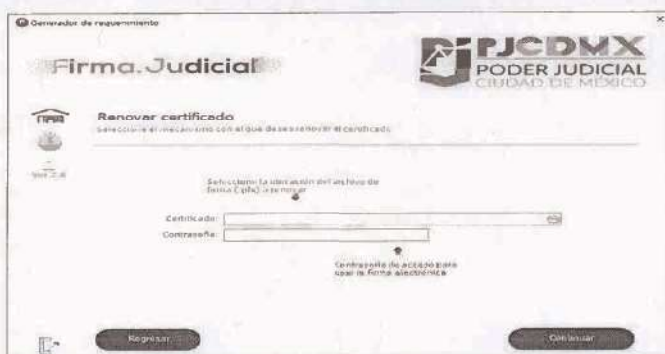 Generador de requerimiento
Firma.Judicial
PJCDMX
PODER JUDICIAL
CIUDAD DE MÉXICO
Renovar certificado
Seleccione el mecanismo con el que desea renovar el certificado
Seleccione la ubicación del archivo de
firma (.pfx) a renovar
Certificado:
Contraseña:
Contraseña de acceso para
usar la firma electrónica
Regresar
Continuar